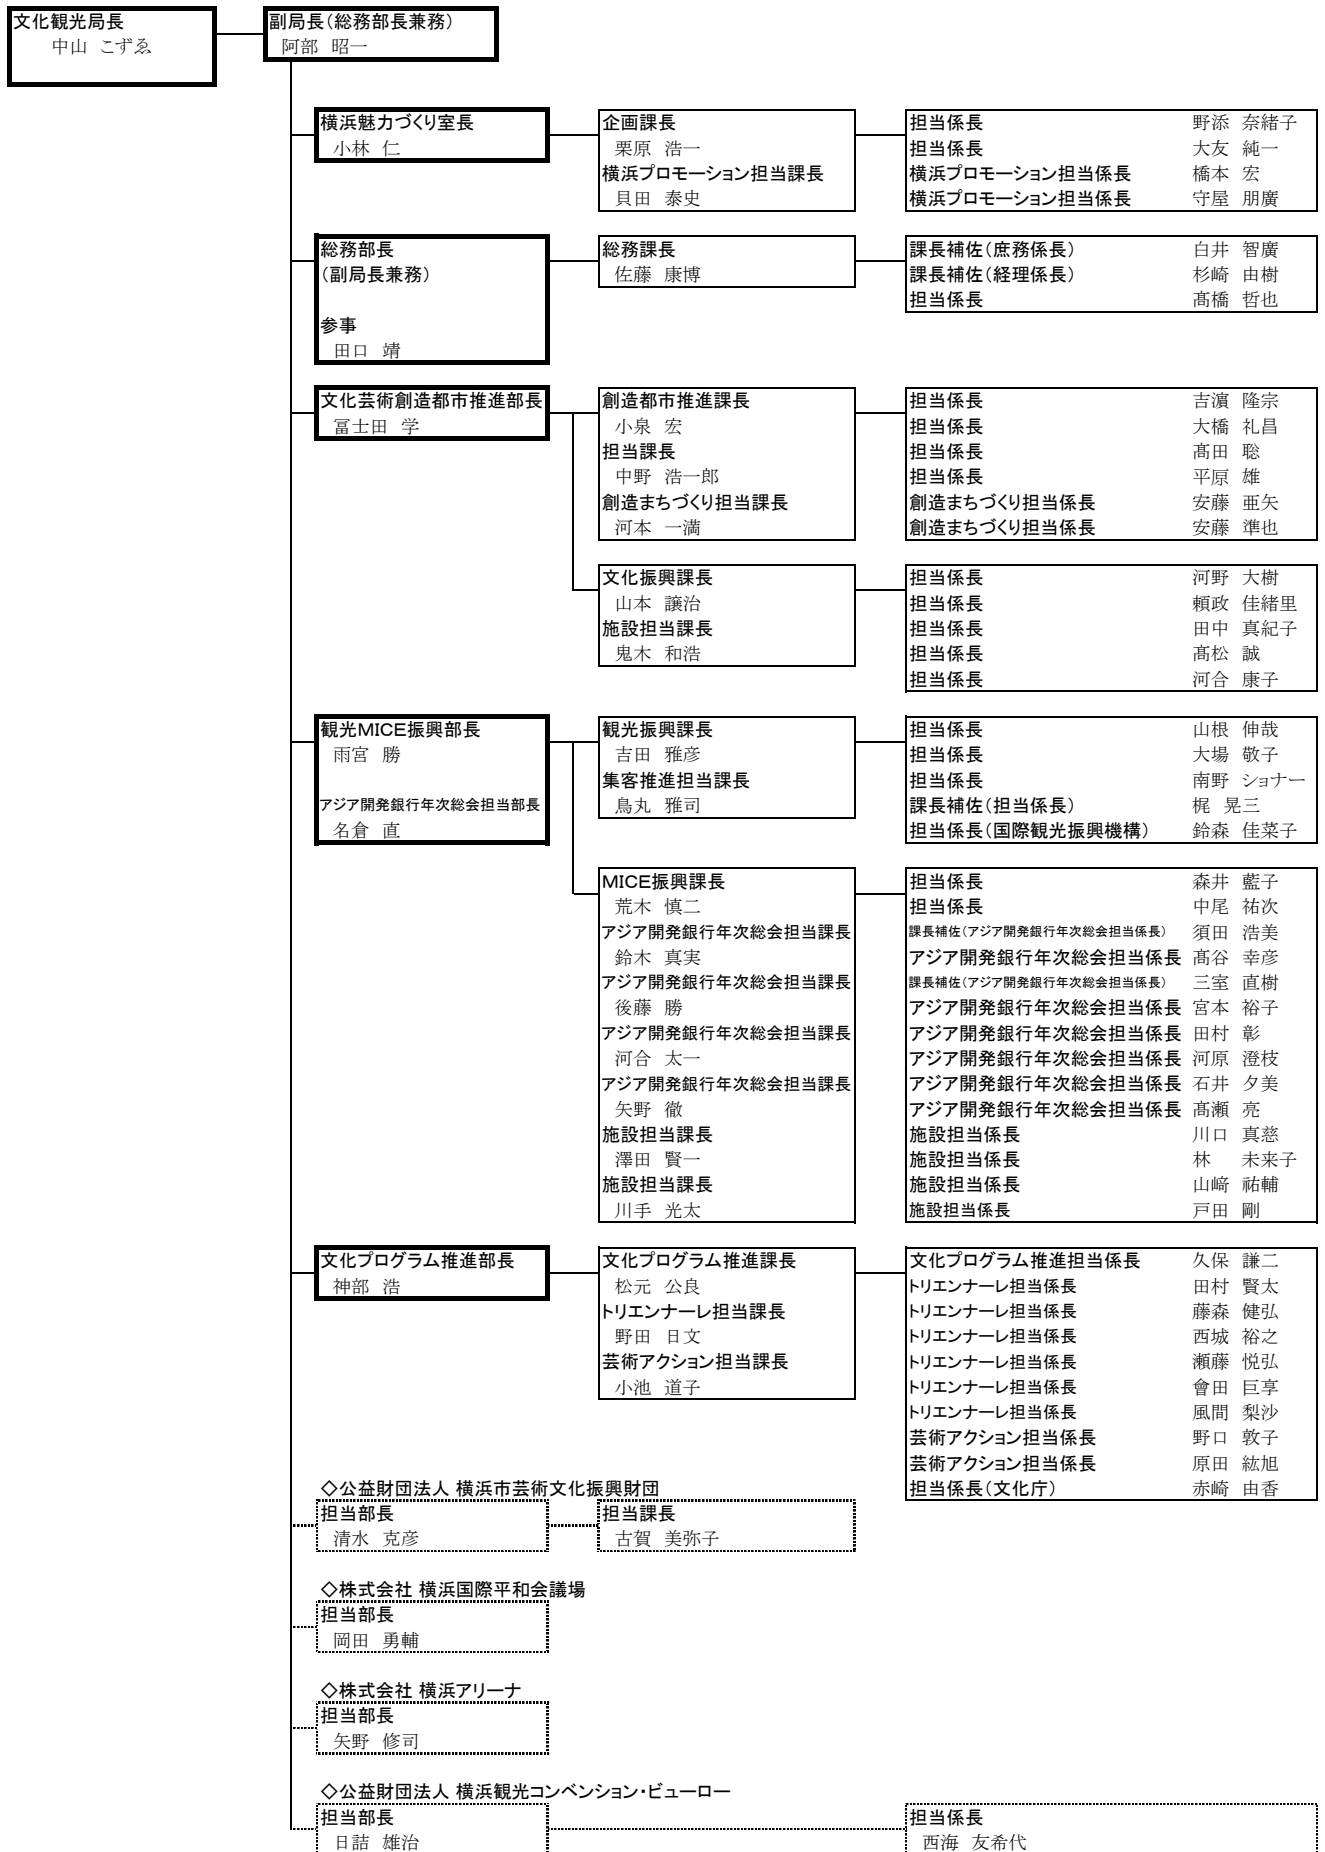 文化観光局長
中山 こずゑ
副局長(総務部長兼務)
阿部 昭一
横浜魅力づくり室長
小林 仁
企画課長
栗原 浩一
横浜プロモーション担当課長
貝田 泰史
担当係長 野添 奈緒子
担当係長 大友 純一
横浜プロモーション担当係長 橋本 宏
横浜プロモーション担当係長 守屋 朋廣
総務部長
(副局長兼務)
参事
田口 靖
総務課長
佐藤 康博
課長補佐(庶務係長) 白井 智廣
課長補佐(経理係長) 杉崎 由樹
担当係長 髙橋 哲也
文化芸術創造都市推進部長
冨士田 学
創造都市推進課長
小泉 宏
担当課長
中野 浩一郎
創造まちづくり担当課長
河本 一満
担当係長 吉濵 隆宗
担当係長 大橋 礼昌
担当係長 髙田 聡
担当係長 平原 雄
創造まちづくり担当係長 安藤 亜矢
創造まちづくり担当係長 安藤 準也
文化振興課長
山本 譲治
施設担当課長
鬼木 和浩
担当係長 河野 大樹
担当係長 頼政 佳緒里
担当係長 田中 真紀子
担当係長 髙松 誠
担当係長 河合 康子
観光MICE振興部長
雨宮 勝
アジア開発銀行年次総会担当部長
名倉 直
観光振興課長
吉田 雅彦
集客推進担当課長
鳥丸 雅司
担当係長 山根 伸哉
担当係長 大場 敬子
担当係長 南野 ショナー
課長補佐(担当係長) 梶 晃三
担当係長(国際観光振興機構) 鈴森 佳菜子
MICE振興課長
荒木 慎二
アジア開発銀行年次総会担当課長
鈴木 真実
アジア開発銀行年次総会担当課長
後藤 勝
アジア開発銀行年次総会担当課長
河合 太一
アジア開発銀行年次総会担当課長
矢野 徹
施設担当課長
澤田 賢一
施設担当課長
川手 光太
担当係長 森井 藍子
担当係長 中尾 祐次
課長補佐(アジア開発銀行年次総会担当係長) 須田 浩美
アジア開発銀行年次総会担当係長 髙谷 幸彦
課長補佐(アジア開発銀行年次総会担当係長) 三室 直樹
アジア開発銀行年次総会担当係長 宮本 裕子
アジア開発銀行年次総会担当係長 田村 彰
アジア開発銀行年次総会担当係長 河原 澄枝
アジア開発銀行年次総会担当係長 石井 夕美
アジア開発銀行年次総会担当係長 髙瀬 亮
施設担当係長 川口 真慈
施設担当係長 林 未来子
施設担当係長 山﨑 祐輔
施設担当係長 戸田 剛
文化プログラム推進部長
神部 浩
文化プログラム推進課長
松元 公良
トリエンナーレ担当課長
野田 日文
芸術アクション担当課長
小池 道子
文化プログラム推進担当係長 久保 謙二
トリエンナーレ担当係長 田村 賢太
トリエンナーレ担当係長 藤森 健弘
トリエンナーレ担当係長 西城 裕之
トリエンナーレ担当係長 瀬藤 悦弘
トリエンナーレ担当係長 會田 巨享
トリエンナーレ担当係長 風間 梨沙
芸術アクション担当係長 野口 敦子
芸術アクション担当係長 原田 紘旭
担当係長(文化庁) 赤崎 由香
◇公益財団法人 横浜市芸術文化振興財団
担当部長
清水 克彦
担当課長
古賀 美弥子
◇株式会社 横浜国際平和会議場
担当部長
岡田 勇輔
◇株式会社 横浜アリーナ
担当部長
矢野 修司
◇公益財団法人 横浜観光コンベンション・ビューロー
担当部長
日詰 雄治
担当係長
西海 友希代